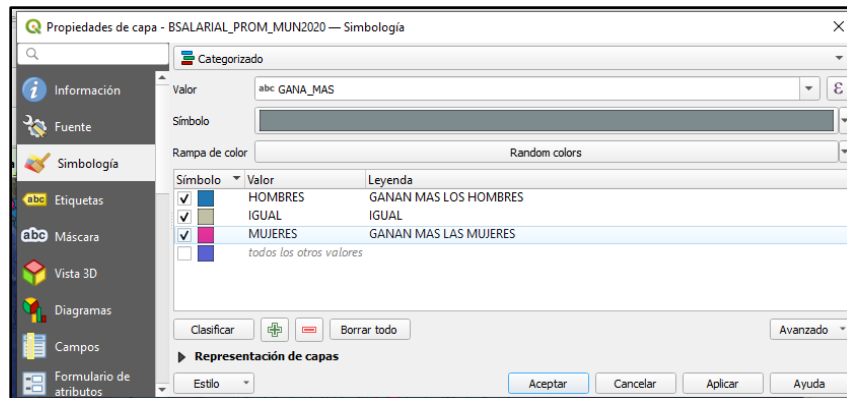 Propiedades de capa - BSALARIAL_PROM_MUN2020 — Simbología
Información
Fuente
Simbología
abc Etiquetas
abc Máscara
Vista 3D
Diagramas
Campos
Formulario de
atributos
Categorizado
Valor abc GANA_MAS ε
Símbolo
Rampa de color Random colors
Símbolo Valor Leyenda
HOMBRES GANAN MAS LOS HOMBRES
IGUAL IGUAL
MUJERES GANAN MAS LAS MUJERES
todos los otros valores
Clasificar Borrar todo Avanzado
Representación de capas
Estilo Aceptar Cancelar Aplicar Ayuda